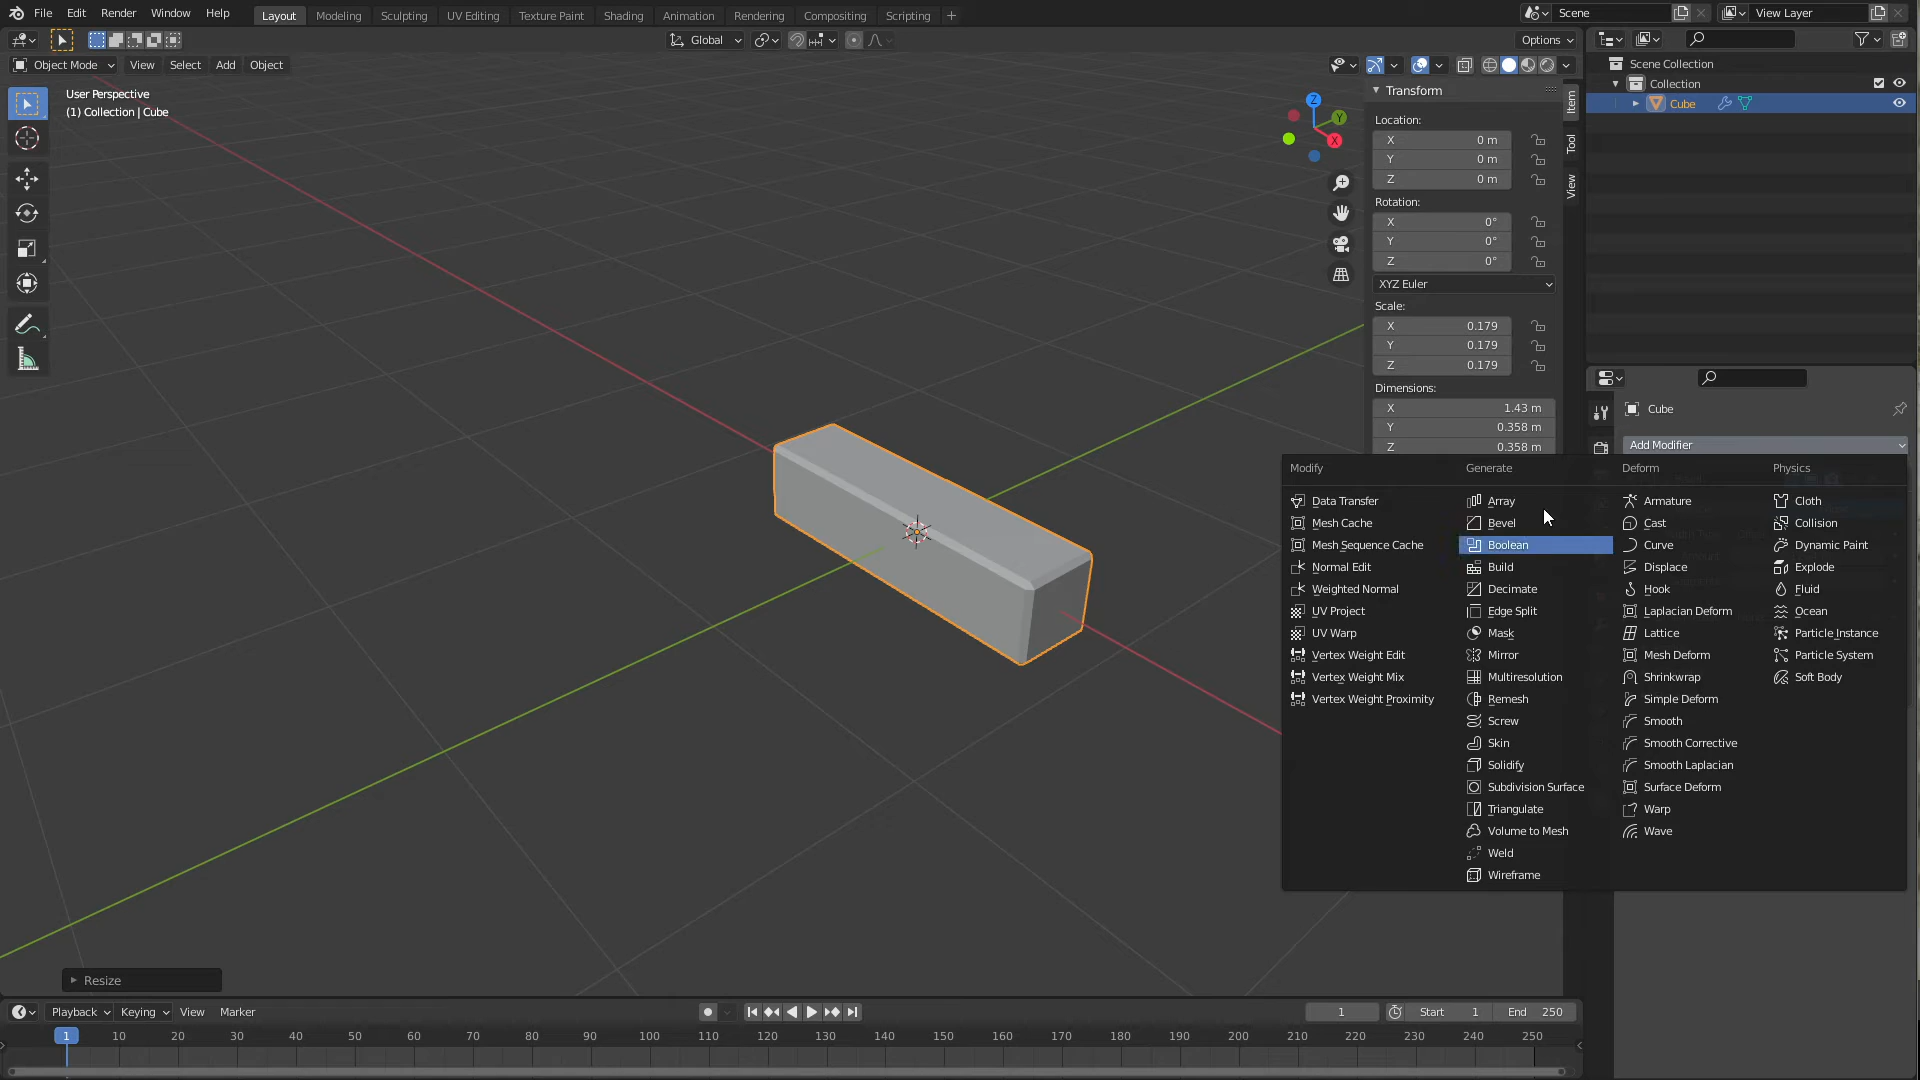 File Edit Render Window Help Layout Modeling Sculpting UV Editing Texture Paint Shading Animation Rendering Compositing Scripting + Scene View Layer
Global Options
Object Mode View Select Add Object
User Perspective
(1) Collection | Cube
Z
Y
X
Transform
Location:
X 0 m
Y 0 m
Z 0 m
Rotation:
X 0°
Y 0°
Z 0°
XYZ Euler
Scale:
X 0.179
Y 0.179
Z 0.179
Dimensions:
X 1.43 m
Y 0.358 m
Z 0.358 m
Item
Tool
View
Scene Collection
Collection
Cube
Cube
Add Modifier
Modify
Data Transfer
Mesh Cache
Mesh Sequence Cache
Normal Edit
Weighted Normal
UV Project
UV Warp
Vertex Weight Edit
Vertex Weight Mix
Vertex Weight Proximity
Generate
Array
Bevel
Boolean
Build
Decimate
Edge Split
Mask
Mirror
Multiresolution
Remesh
Screw
Skin
Solidify
Subdivision Surface
Triangulate
Volume to Mesh
Weld
Wireframe
Deform
Armature
Cast
Curve
Displace
Hook
Laplacian Deform
Lattice
Mesh Deform
Shrinkwrap
Simple Deform
Smooth
Smooth Corrective
Smooth Laplacian
Surface Deform
Warp
Wave
Physics
Cloth
Collision
Dynamic Paint
Explode
Fluid
Ocean
Particle Instance
Particle System
Soft Body
Resize
Playback Keying View Marker 1 Start 1 End 250
1 10 20 30 40 50 60 70 80 90 100 110 120 130 140 150 160 170 180 190 200 210 220 230 240 250